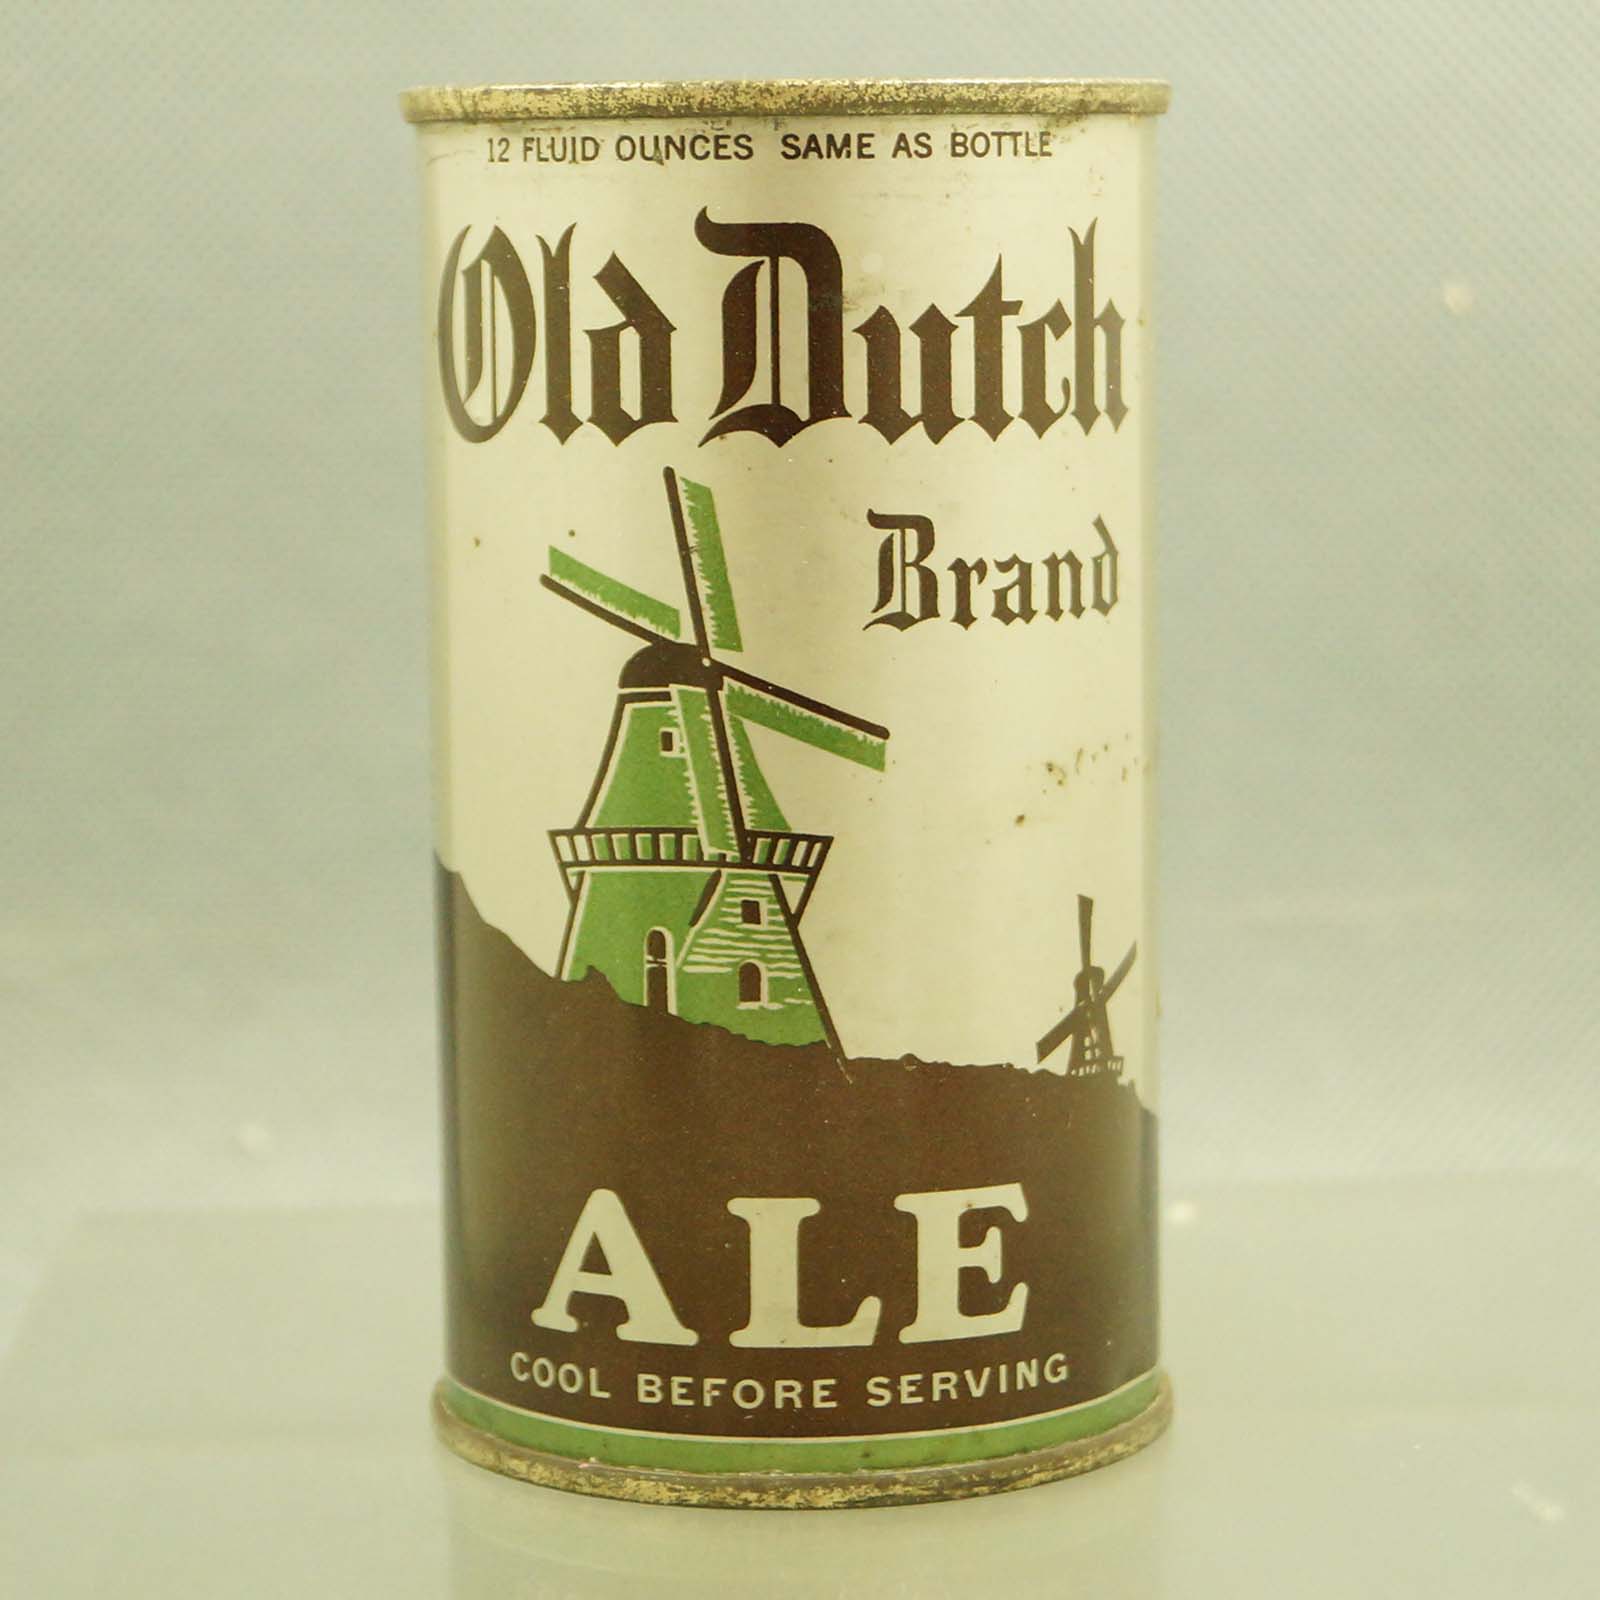 12 FLUID OUNCES SAME AS BOTTLE
Old Dutch
Brand
ALE
COOL BEFORE SERVING